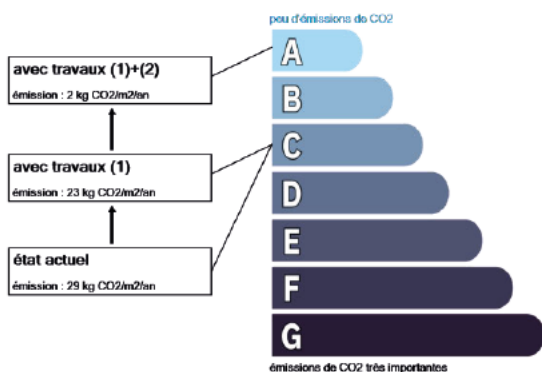 peu d'émissions de CO2
avec travaux (1)+(2)
émission : 2 kg CO2/m2/an
avec travaux (1)
émission : 23 kg CO2/m2/an
état actuel
émission : 29 kg CO2/m2/an
A
B
C
D
E
F
G
émissions de CO2 très importantes